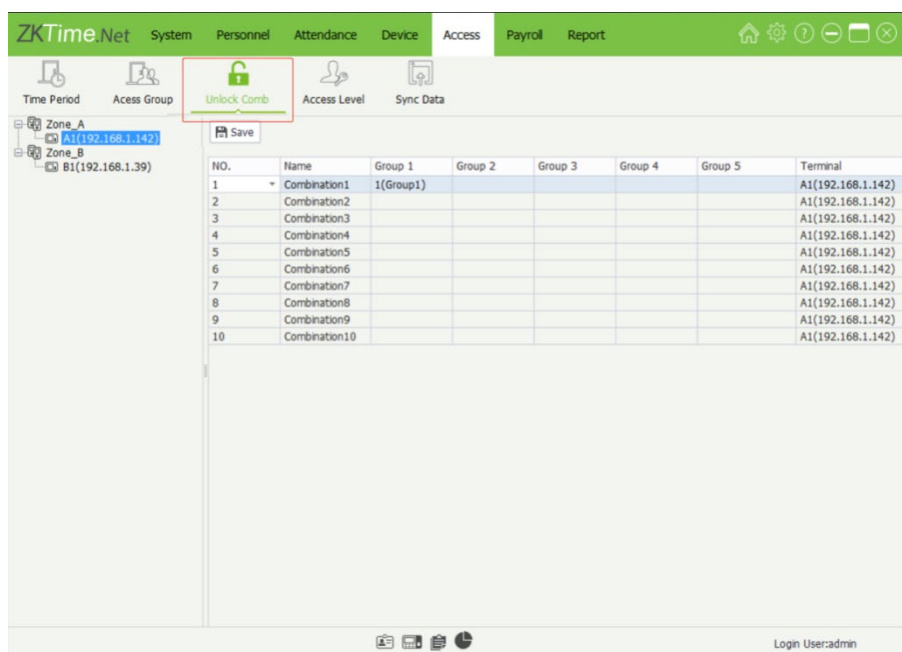 ZKTime.Net System Personnel Attendance Device Access Payroll Report
Time Period Acess Group Unlock Comb Access Level Sync Data
Zone_A
A1(192.168.1.142)
Zone_B
B1(192.168.1.39)
Save
NO. Name Group 1 Group 2 Group 3 Group 4 Group 5 Terminal
1 Combination1 1(Group1) A1(192.168.1.142)
2 Combination2 A1(192.168.1.142)
3 Combination3 A1(192.168.1.142)
4 Combination4 A1(192.168.1.142)
5 Combination5 A1(192.168.1.142)
6 Combination6 A1(192.168.1.142)
7 Combination7 A1(192.168.1.142)
8 Combination8 A1(192.168.1.142)
9 Combination9 A1(192.168.1.142)
10 Combination10 A1(192.168.1.142)
Login User:admin